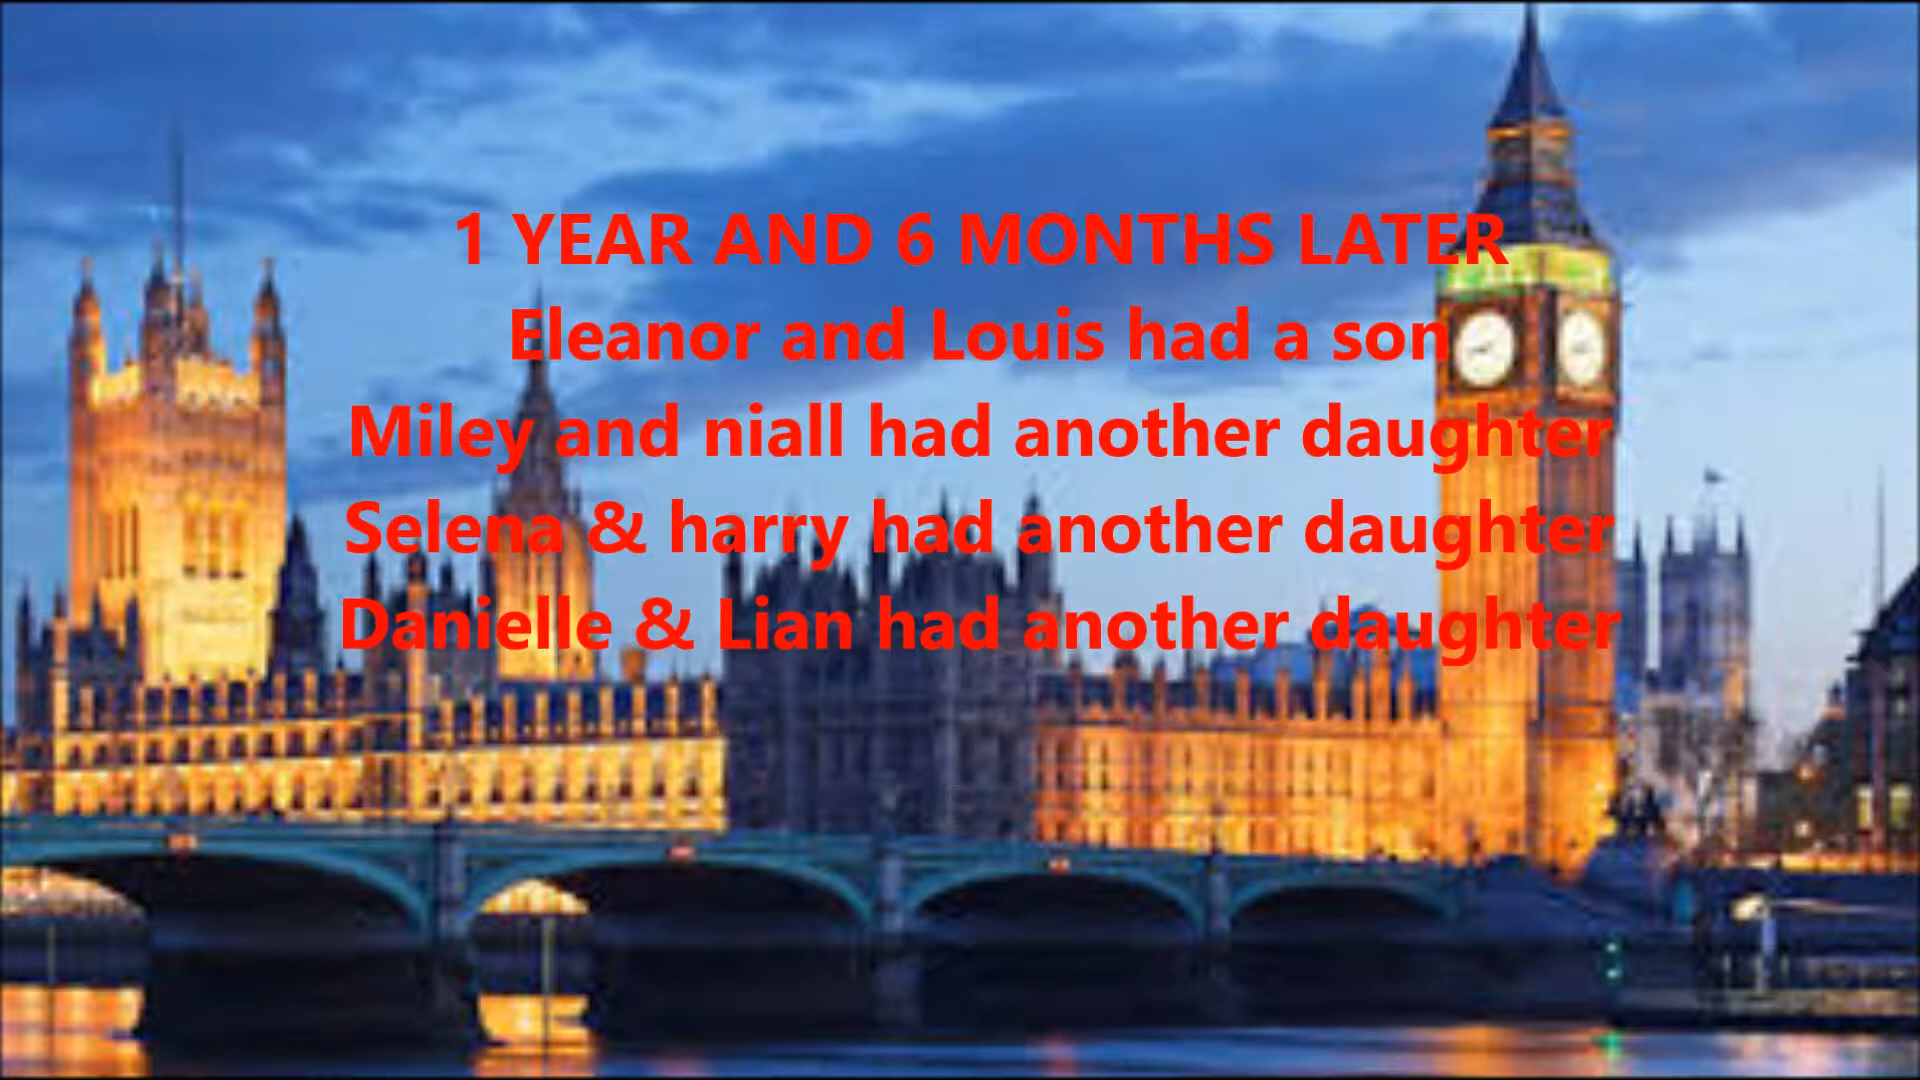 1 YEAR AND 6 MONTHS LATER
Eleanor and Louis had a son
Miley and niall had another daughter
Selena & harry had another daughter
Danielle & Lian had another daughter